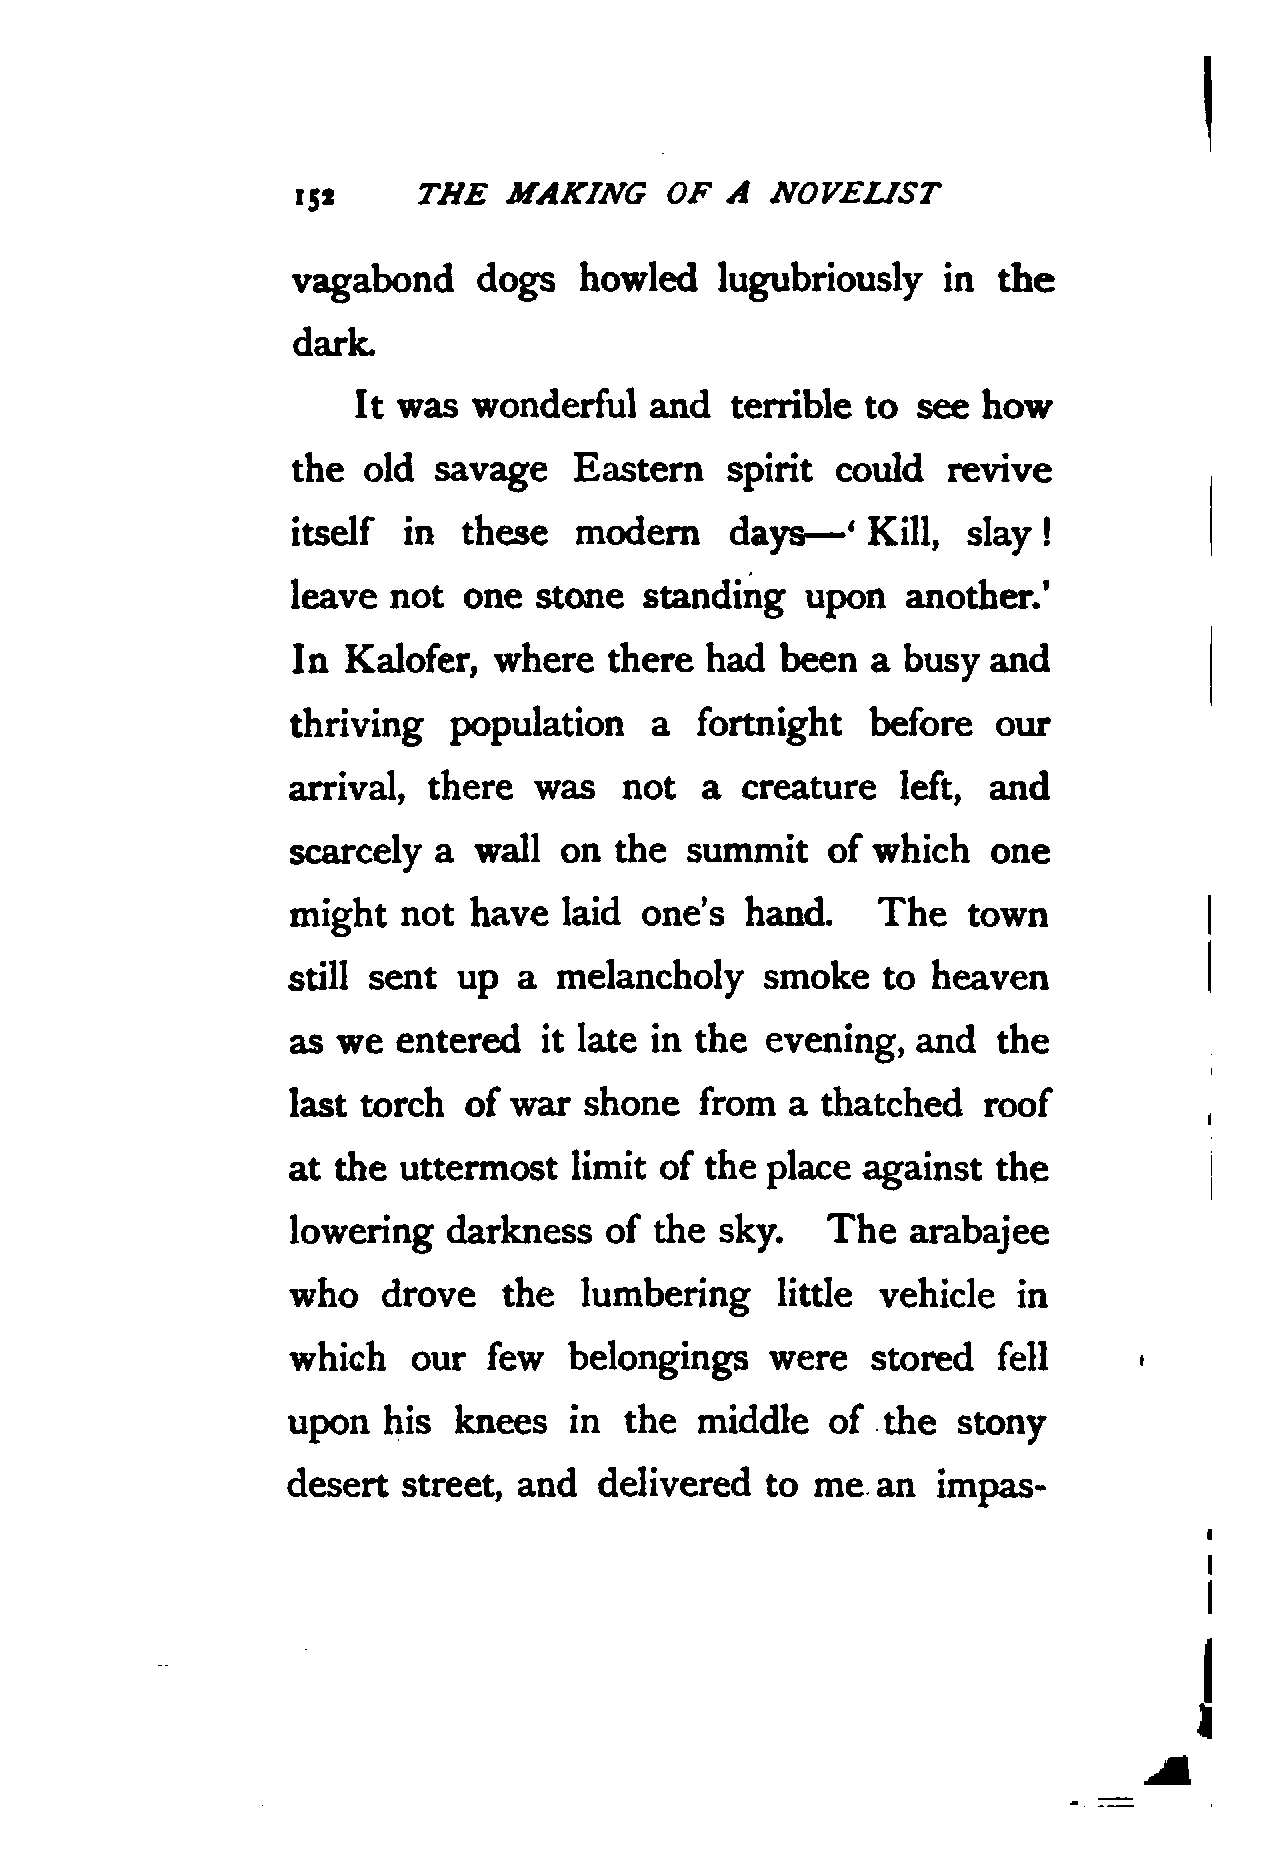 152 THE MAKING OF A NOVELIST
vagabond dogs howled lugubriously in the
dark.
It was wonderful and terrible to see how
the old savage Eastern spirit could revive
itself in these modern days—‘ Kill, slay !
leave not one stone standing upon another.’
In Kalofer, where there had been a busy and
thriving population a fortnight before our
arrival, there was not a creature left, and
scarcely a wall on the summit of which one
might not have laid one's hand. The town
still sent up a melancholy smoke to heaven
as we entered it late in the evening, and the
last torch of war shone from a thatched roof
at the uttermost limit of the place against the
lowering darkness of the sky. The arabajee
who drove the lumbering little vehicle in
which our few belongings were stored fell
upon his knees in the middle of the stony
desert street, and delivered to me an impas-